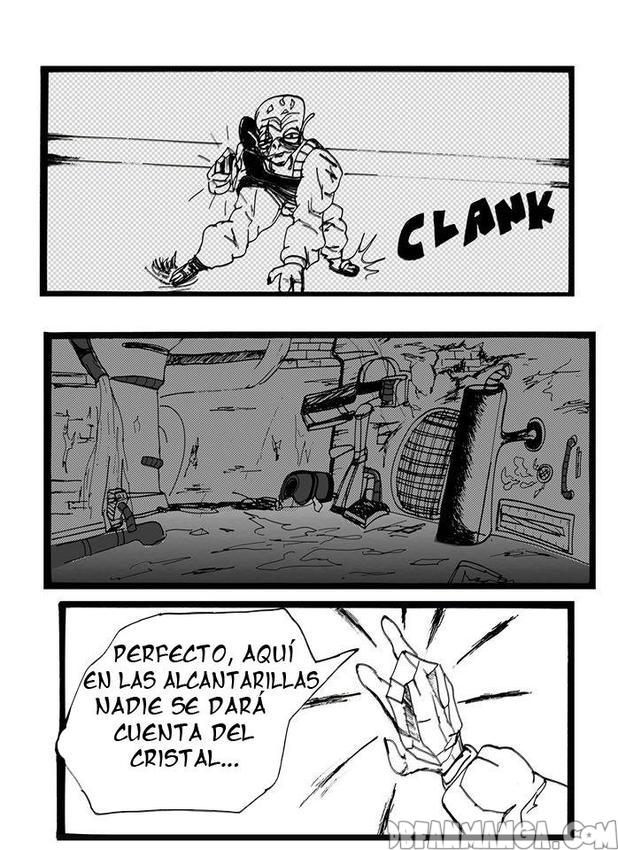 CLANK
PERFECTO, AQUÍ
EN LAS ALCANTARILLAS
NADIE SE DARÁ
CUENTA DEL
CRISTAL...
DBFANMANGA.COM